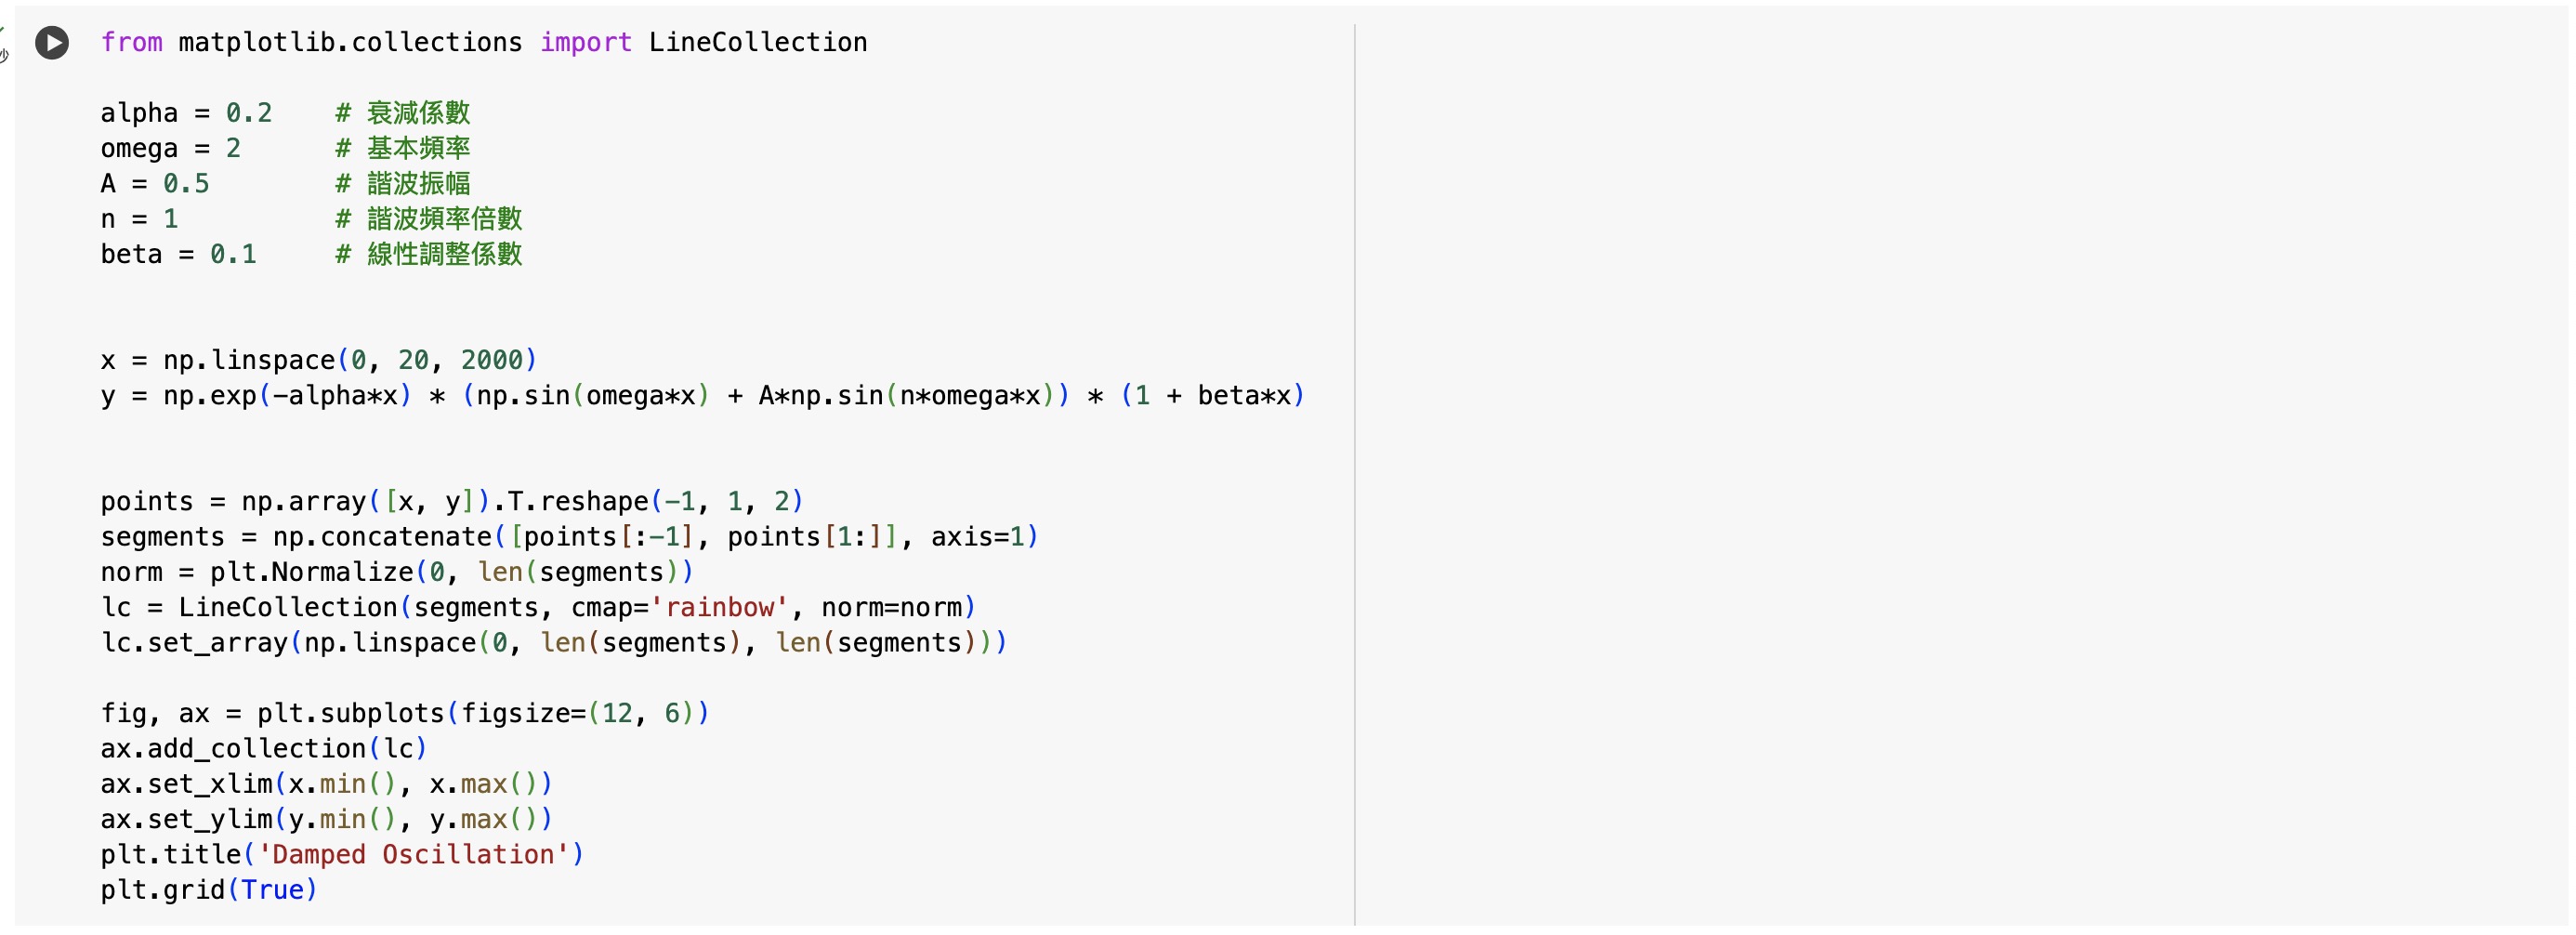 from matplotlib.collections import LineCollection
alpha = 0.2    # 衰減係數
omega = 2      # 基本頻率
A = 0.5        # 諧波振幅
n = 1          # 諧波頻率倍數
beta = 0.1     # 線性調整係數
x = np.linspace(0, 20, 2000)
y = np.exp(-alpha*x) * (np.sin(omega*x) + A*np.sin(n*omega*x)) * (1 + beta*x)
points = np.array([x, y]).T.reshape(-1, 1, 2)
segments = np.concatenate([points[:-1], points[1:]], axis=1)
norm = plt.Normalize(0, len(segments))
lc = LineCollection(segments, cmap='rainbow', norm=norm)
lc.set_array(np.linspace(0, len(segments), len(segments)))
fig, ax = plt.subplots(figsize=(12, 6))
ax.add_collection(lc)
ax.set_xlim(x.min(), x.max())
ax.set_ylim(y.min(), y.max())
plt.title('Damped Oscillation')
plt.grid(True)